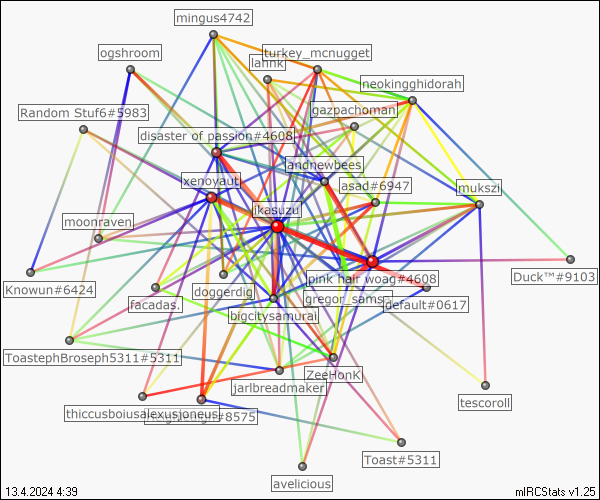 mingus4742
ogshroom
turkey_mcnugget
lahnk
neokingghidorah
Random Stuf6#5983
gazpachoman
disaster of passion#4608
andnewbees
xenoyaut
asad#6947
mukszi
ikasuzu
moonraven
Knowun#6424
doggerdig
pink hair woag#4608
Duck™#9103
facadas.
gregor_sams
default#0617
bigcitysamurai
ToastephBroseph5311#5311
ZeeHonK
jarlbreadmaker
thiccusboiusalexusjoneus
#8575
tescoroll
Toast#5311
avelicious
13.4.2024 4:39
mIRCStats v1.25